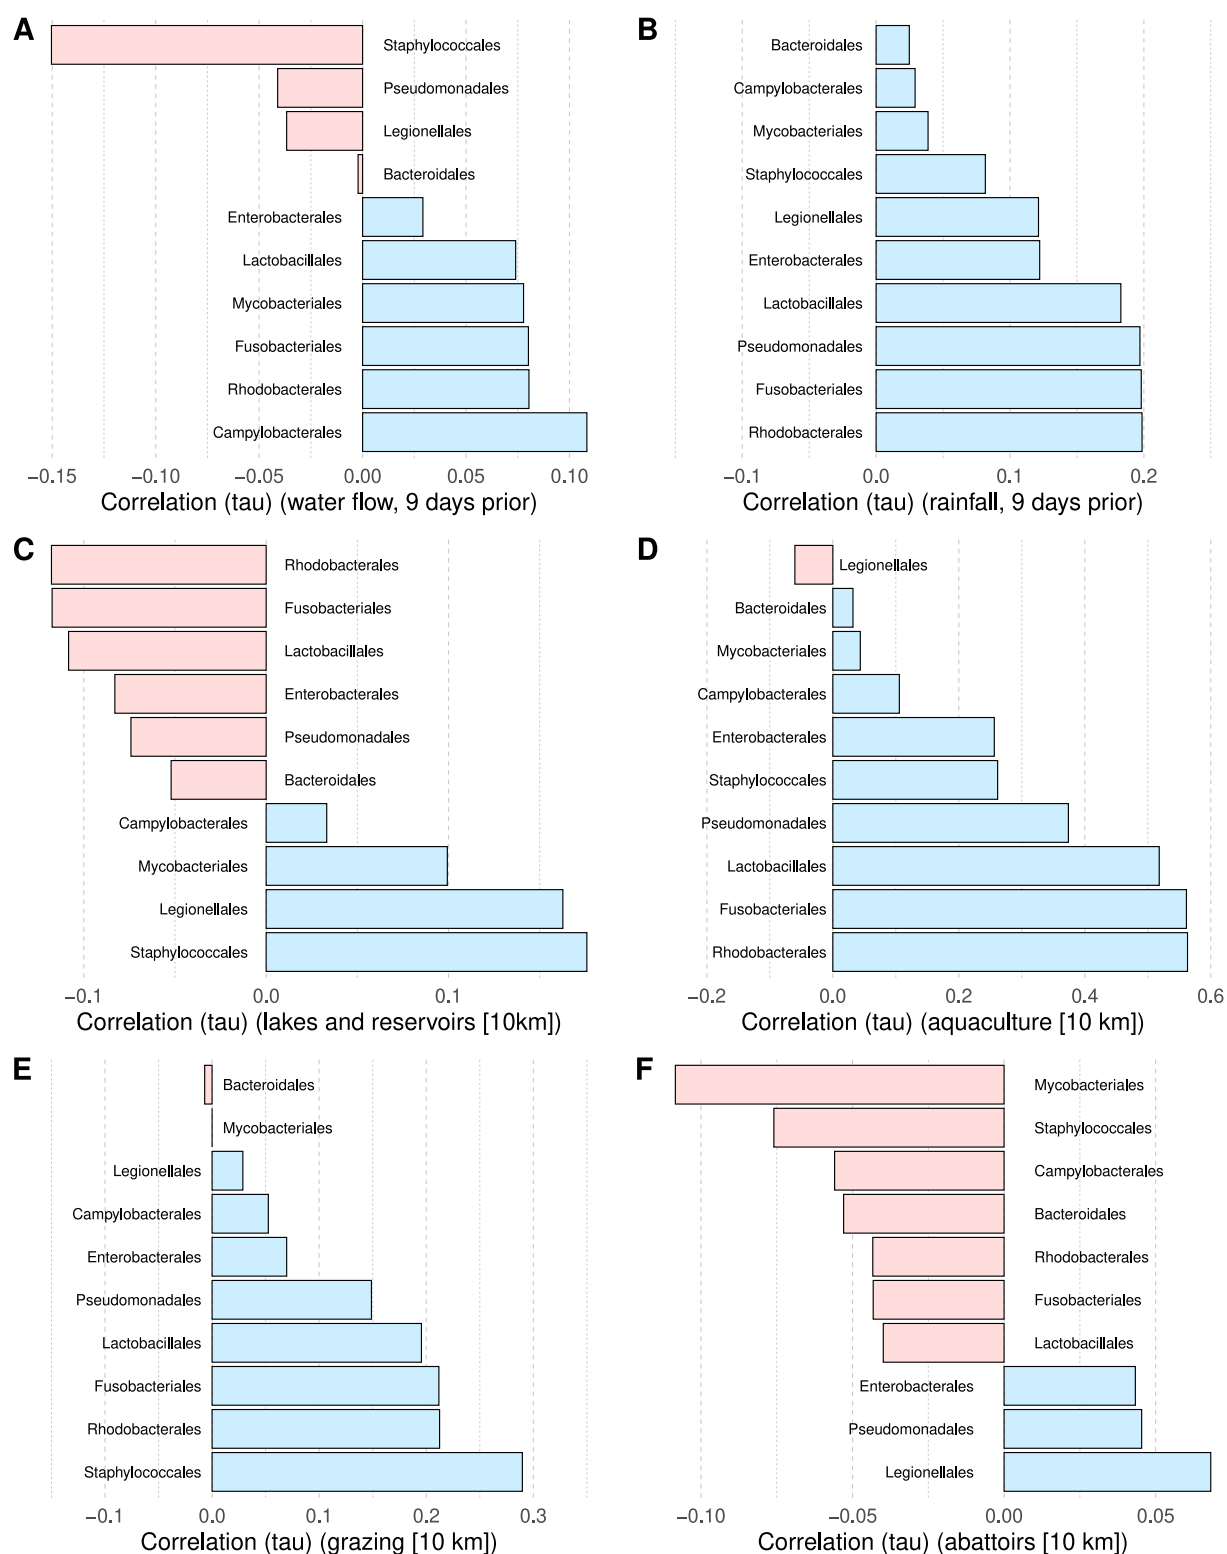 A
Staphylococcales
Pseudomonadales
Legionellales
Bacteroidales
Enterobacterales
Lactobacillales
Mycobacteriales
Fusobacteriales
Rhodobacterales
Campylobacterales
−0.15 −0.10 −0.05 0.00 0.05 0.10
Correlation (tau) (water flow, 9 days prior)
B
Bacteroidales
Campylobacterales
Mycobacteriales
Staphylococcales
Legionellales
Enterobacterales
Lactobacillales
Pseudomonadales
Fusobacteriales
Rhodobacterales
−0.1 0.0 0.1 0.2
Correlation (tau) (rainfall, 9 days prior)
C
Rhodobacterales
Fusobacteriales
Lactobacillales
Enterobacterales
Pseudomonadales
Bacteroidales
Campylobacterales
Mycobacteriales
Legionellales
Staphylococcales
−0.1 0.0 0.1
Correlation (tau) (lakes and reservoirs [10km])
D
Legionellales
Bacteroidales
Mycobacteriales
Campylobacterales
Enterobacterales
Staphylococcales
Pseudomonadales
Lactobacillales
Fusobacteriales
Rhodobacterales
−0.2 0.0 0.2 0.4 0.6
Correlation (tau) (aquaculture [10 km])
E
Bacteroidales
Mycobacteriales
Legionellales
Campylobacterales
Enterobacterales
Pseudomonadales
Lactobacillales
Fusobacteriales
Rhodobacterales
Staphylococcales
−0.1 0.0 0.1 0.2 0.3
Correlation (tau) (grazing [10 km])
F
Mycobacteriales
Staphylococcales
Campylobacterales
Bacteroidales
Rhodobacterales
Fusobacteriales
Lactobacillales
Enterobacterales
Pseudomonadales
Legionellales
−0.10 −0.05 0.00 0.05
Correlation (tau) (abattoirs [10 km])